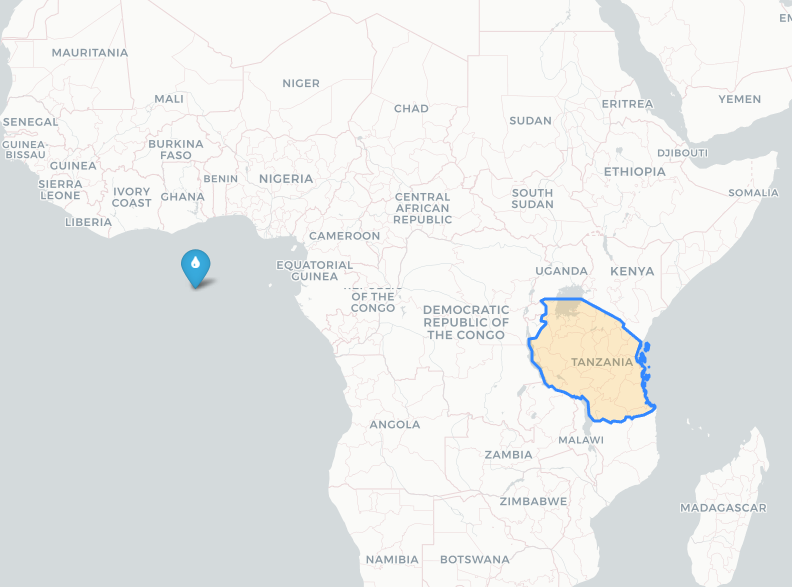 MAURITANIA
MALI
NIGER
CHAD
SUDAN
ERITREA
YEMEN
SENEGAL
GUINEA-
BISSAU
GUINEA
SIERRA
LEONE
LIBERIA
IVORY
COAST
BURKINA
FASO
GHANA
BENIN
NIGERIA
CAMEROON
CENTRAL
AFRICAN
REPUBLIC
SOUTH
SUDAN
ETHIOPIA
DJIBOUTI
SOMALIA
EQUATORIAL
GUINEA
OF THE
CONGO
DEMOCRATIC
REPUBLIC OF
THE CONGO
UGANDA
KENYA
TANZANIA
ANGOLA
ZAMBIA
MALAWI
ZIMBABWE
MADAGASCAR
NAMIBIA
BOTSWANA